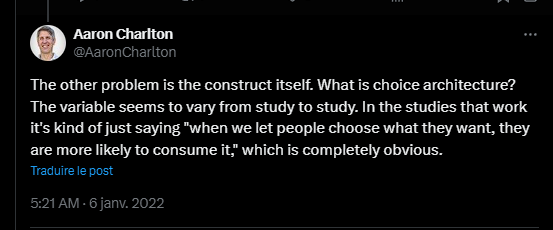 Aaron Charlton
@AaronCharlton
The other problem is the construct itself. What is choice architecture?
The variable seems to vary from study to study. In the studies that work
it's kind of just saying "when we let people choose what they want, they
are more likely to consume it," which is completely obvious.
Traduire le post
5:21 AM · 6 janv. 2022